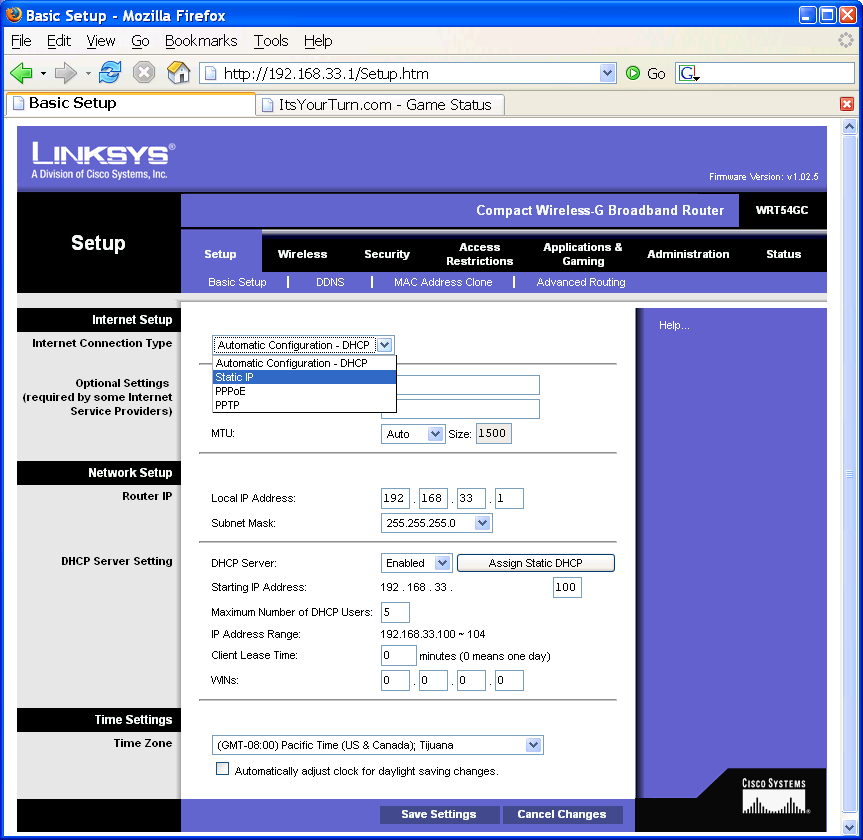 Basic Setup - Mozilla Firefox
File Edit View Go Bookmarks Tools Help
http://192.168.33.1/Setup.htm Go G
Basic Setup ItsYourTurn.com - Game Status
LINKSYS®
A Division of Cisco Systems, Inc.
Firmware Version: v1.02.5
Compact Wireless-G Broadband Router WRT54GC
Setup
Setup Wireless Security Access Restrictions Applications & Gaming Administration Status
Basic Setup | DDNS | MAC Address Clone | Advanced Routing
Internet Setup
Help...
Internet Connection Type Automatic Configuration - DHCP
Automatic Configuration - DHCP
Static IP
PPPoE
PPTP
Optional Settings
(required by some Internet
Service Providers)
MTU: Auto Size: 1500
Network Setup
Router IP Local IP Address: 192 . 168 . 33 . 1
Subnet Mask: 255.255.255.0
DHCP Server Setting DHCP Server: Enabled Assign Static DHCP
Starting IP Address: 192 . 168 . 33 . 100
Maximum Number of DHCP Users: 5
IP Address Range: 192.168.33.100 ~ 104
Client Lease Time: 0 minutes (0 means one day)
WINs: 0 . 0 . 0 . 0
Time Settings
Time Zone (GMT-08:00) Pacific Time (US & Canada); Tijuana
Automatically adjust clock for daylight saving changes.
CISCO SYSTEMS
Save Settings Cancel Changes